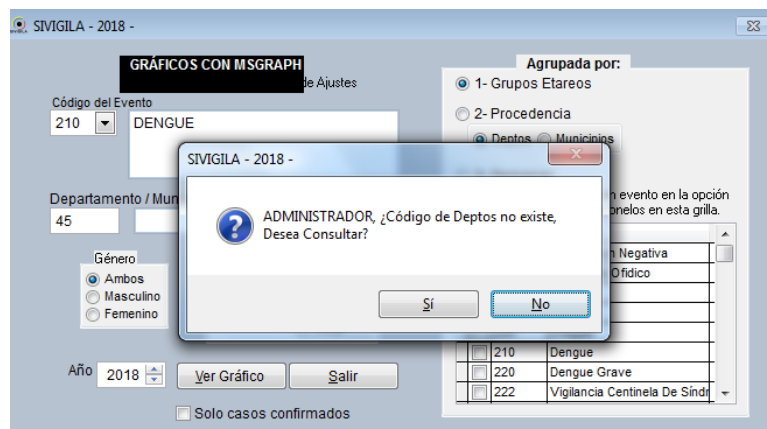 SIVIGILA - 2018 -
GRÁFICOS CON MSGRAPH
de Ajustes
Código del Evento
210
DENGUE
Departamento / Mun
45
Género
Ambos
Masculino
Femenino
Año
2018
Ver Gráfico
Salir
Solo casos confirmados
Agrupada por:
1- Grupos Etareos
2- Procedencia
Deptos
Municipios
SIVIGILA - 2018 -
ADMINISTRADOR, ¿Código de Deptos no existe,
Desea Consultar?
Sí
No
evento en la opción
onelos en esta grilla.
Negativa
Ofidico
210 Dengue
220 Dengue Grave
222 Vigilancia Centinela De Síndr